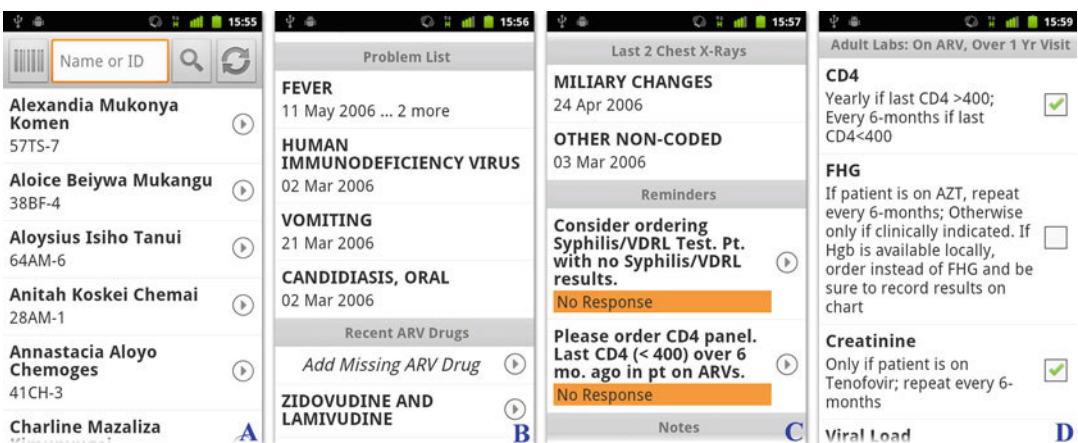 15:55
Name or ID
Alexandia Mukonya
Komen
57TS-7
Aloice Beiywa Mukangu
38BF-4
Aloysius Isiho Tanui
64AM-6
Anitah Koskei Chemai
28AM-1
Annastacia Aloyo
Chemoges
41CH-3
Charline Mazaliza
A
15:56
Problem List
FEVER
11 May 2006 ... 2 more
HUMAN
IMMUNODEFICIENCY VIRUS
02 Mar 2006
VOMITING
21 Mar 2006
CANDIDIASIS, ORAL
02 Mar 2006
Recent ARV Drugs
Add Missing ARV Drug
ZIDOVUDINE AND
LAMIVUDINE
B
15:57
Last 2 Chest X-Rays
MILIARY CHANGES
24 Apr 2006
OTHER NON-CODED
03 Mar 2006
Reminders
Consider ordering
Syphilis/VDRL Test. Pt.
with no Syphilis/VDRL
results.
No Response
Please order CD4 panel.
Last CD4 (< 400) over 6
mo. ago in pt on ARVs.
No Response
Notes
C
15:59
Adult Labs: On ARV, Over 1 Yr Visit
CD4
Yearly if last CD4 >400;
Every 6-months if last
CD4<400
FHG
If patient is on AZT, repeat
every 6-months; Otherwise
only if clinically indicated. If
Hgb is available locally,
order instead of FHG and be
sure to record results on
chart
Creatinine
Only if patient is on
Tenofovir; repeat every 6-
months
Viral Load
D